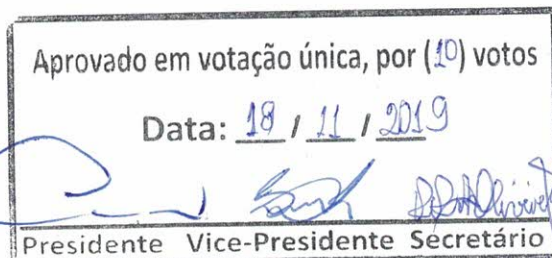 Aprovado em votação única, por (10) votos
Data: 18 / 11 / 2019
Presidente Vice-Presidente Secretário